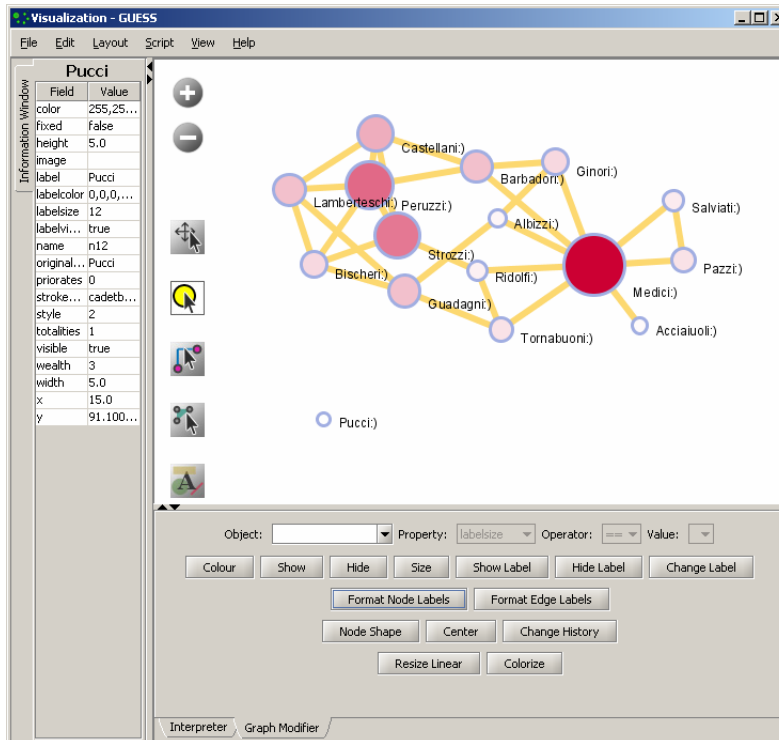 Visualization - GUESS
File Edit Layout Script View Help
Information Window
Pucci
Field Value
color 255,25...
fixed false
height 5.0
image
label Pucci
labelcolor 0,0,0,...
labelsize 12
labelvi... true
name n12
original... Pucci
priorates 0
stroke... cadetb...
style 2
totalities 1
visible true
wealth 3
width 5.0
x 15.0
y 91.100...
Castellani:)
Barbadori:)
Ginori:)
Lamberteschi:)
Peruzzi:)
Albizzi:)
Salviati:)
Strozzi:)
Bischeri:)
Ridolfi:)
Pazzi:)
Guadagni:)
Medici:)
Tornabuoni:)
Acciaiuoli:)
Pucci:)
A
Object: Property: labelsize Operator: == Value:
Colour Show Hide Size Show Label Hide Label Change Label
Format Node Labels Format Edge Labels
Node Shape Center Change History
Resize Linear Colorize
Interpreter Graph Modifier